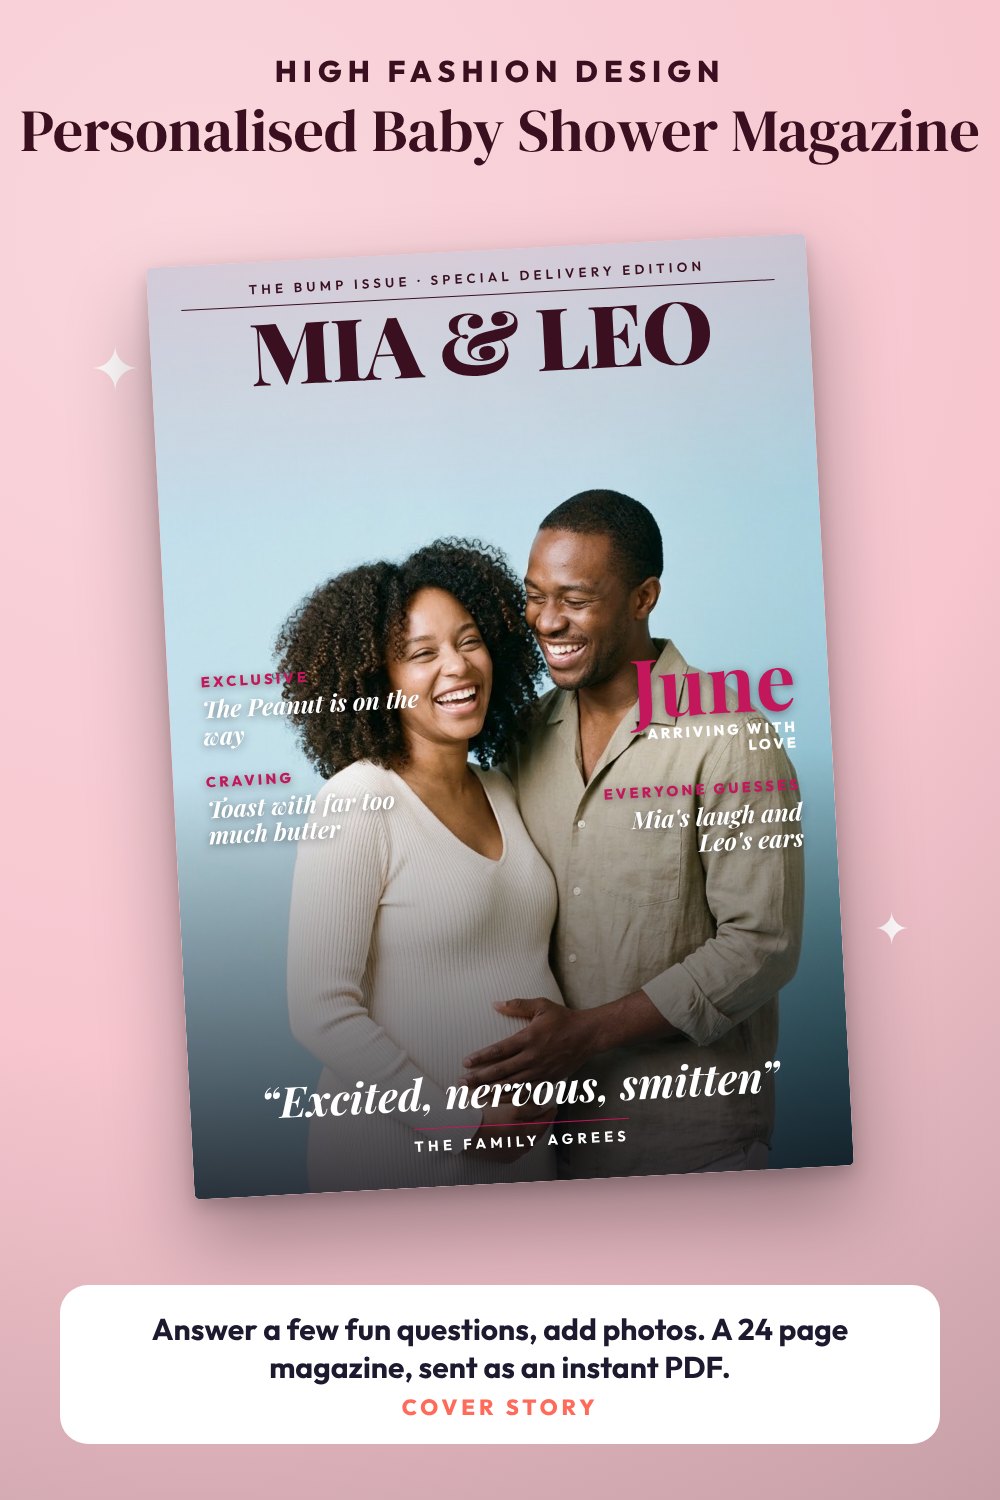 HIGH FASHION DESIGN
Personalised Baby Shower Magazine
THE BUMP ISSUE · SPECIAL DELIVERY EDITION
MIA & LEO
EXCLUSIVE
The Peanut is on the
way
CRAVING
Toast with far too
much butter
June
ARRIVING WITH
LOVE
EVERYONE GUESSES
Mia's laugh and
Leo's ears
“Excited, nervous, smitten”
THE FAMILY AGREES
Answer a few fun questions, add photos. A 24 page
magazine, sent as an instant PDF.
COVER STORY